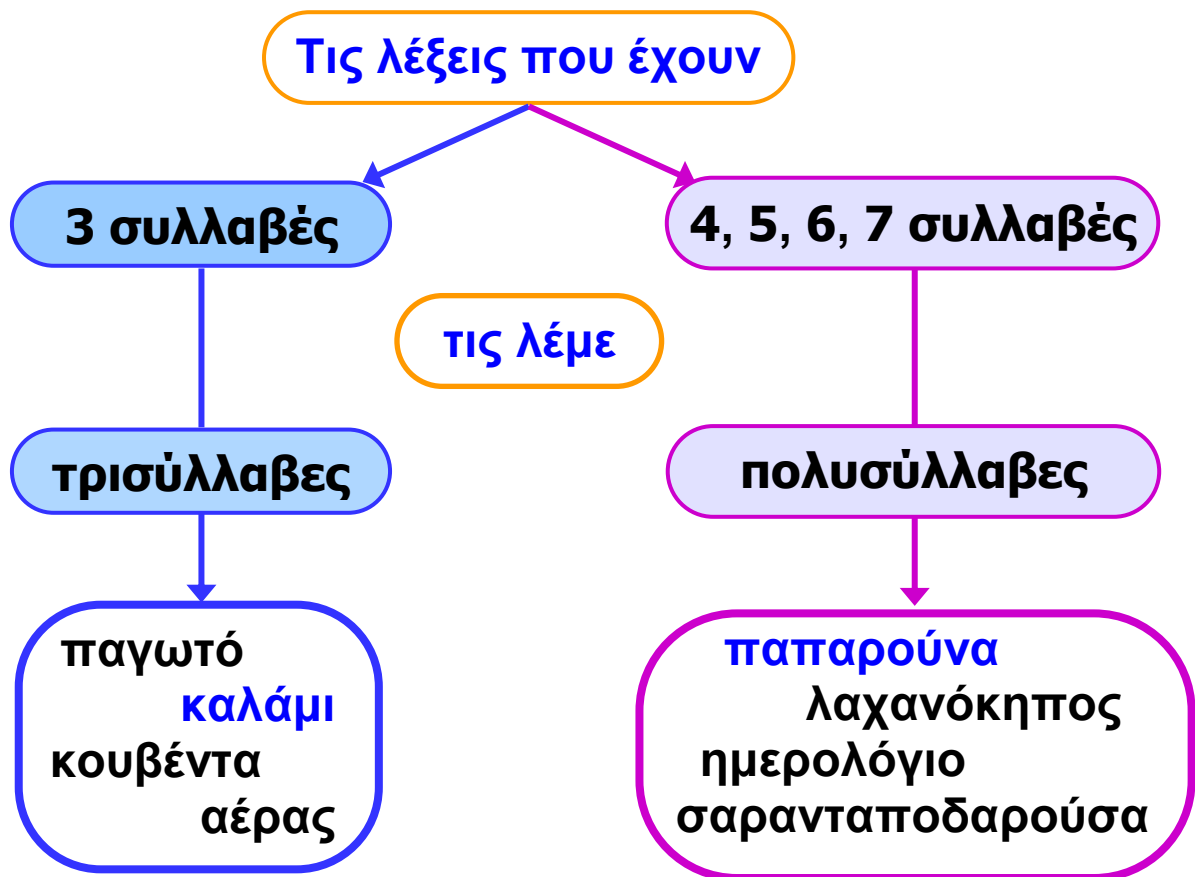 Τις λέξεις που έχουν
3 συλλαβές
4, 5, 6, 7 συλλαβές
τις λέμε
τρισύλλαβες
πολυσύλλαβες
παγωτό
καλάμι
κουβέντα
αέρας
παπαρούνα
λαχανόκηπος
ημερολόγιο
σαρανταποδαρούσα